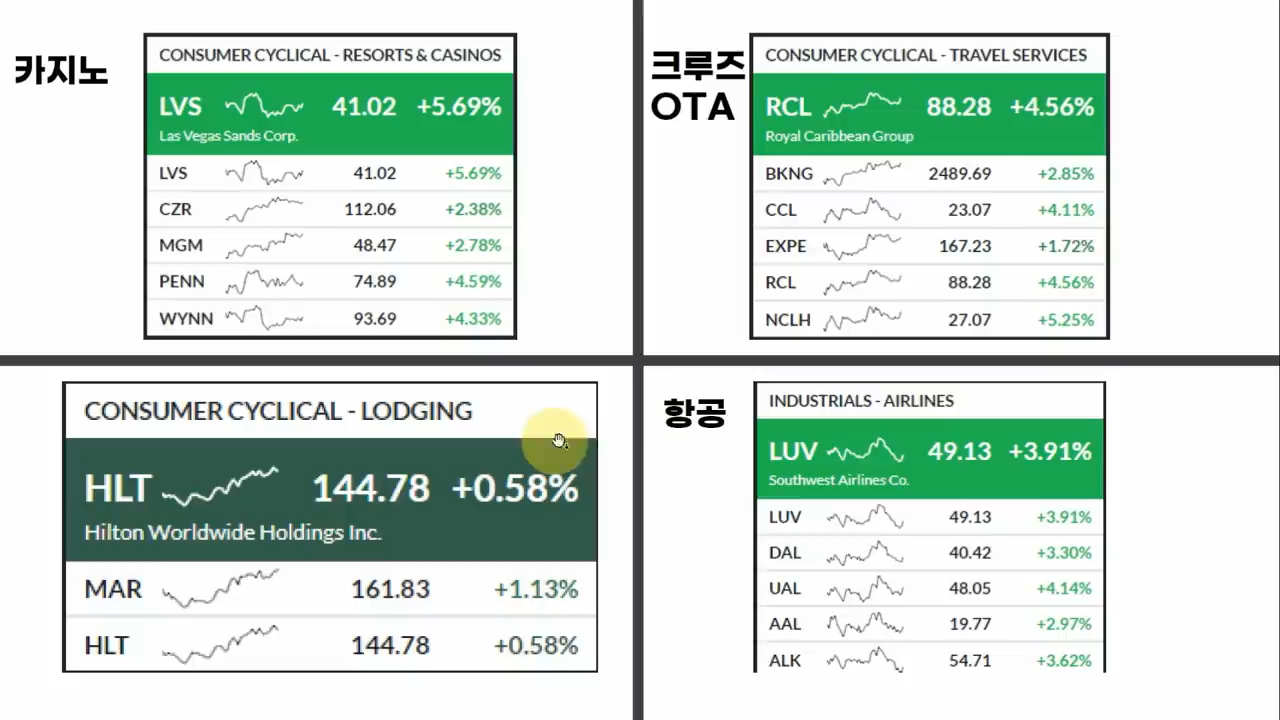 카지노
CONSUMER CYCLICAL - RESORTS & CASINOS
LVS 41.02 +5.69%
Las Vegas Sands Corp.
LVS 41.02 +5.69%
CZR 112.06 +2.38%
MGM 48.47 +2.78%
PENN 74.89 +4.59%
WYNN 93.69 +4.33%
크루즈
OTA
CONSUMER CYCLICAL - TRAVEL SERVICES
RCL 88.28 +4.56%
Royal Caribbean Group
BKNG 2489.69 +2.85%
CCL 23.07 +4.11%
EXPE 167.23 +1.72%
RCL 88.28 +4.56%
NCLH 27.07 +5.25%
CONSUMER CYCLICAL - LODGING
HLT 144.78 +0.58%
Hilton Worldwide Holdings Inc.
MAR 161.83 +1.13%
HLT 144.78 +0.58%
항공
INDUSTRIALS - AIRLINES
LUV 49.13 +3.91%
Southwest Airlines Co.
LUV 49.13 +3.91%
DAL 40.42 +3.30%
UAL 48.05 +4.14%
AAL 19.77 +2.97%
ALK 54.71 +3.62%